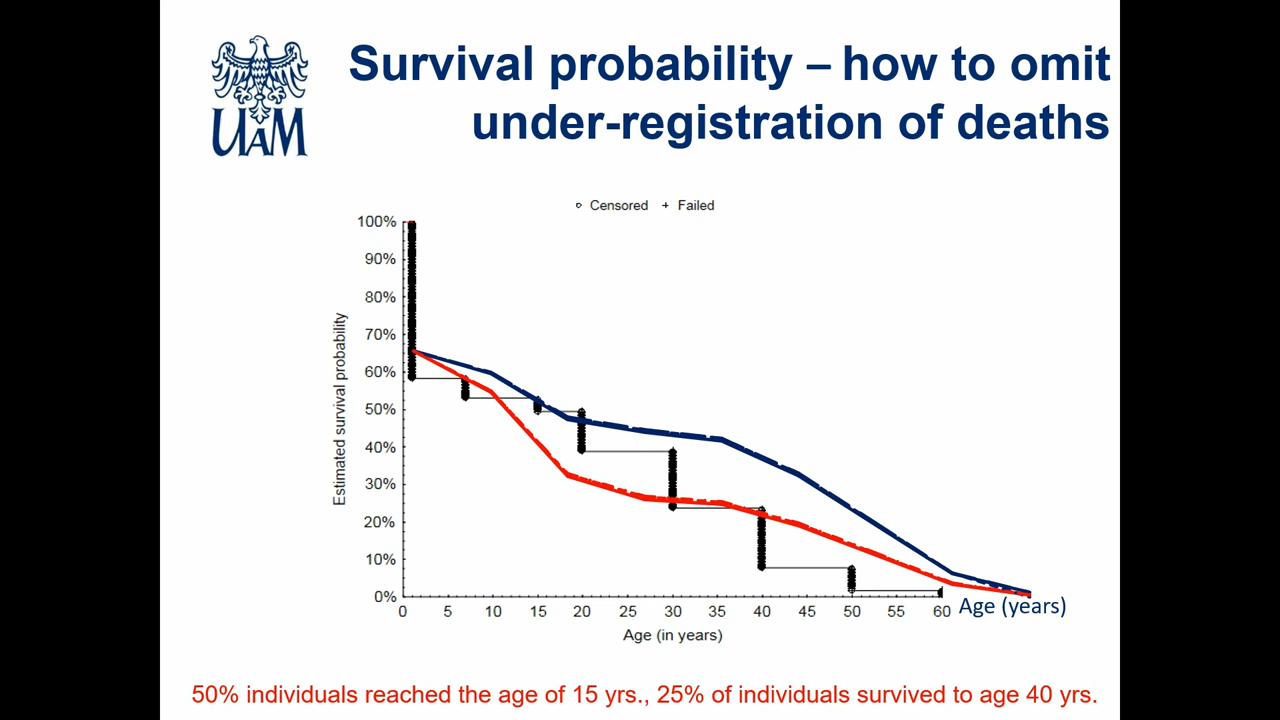 Survival probability – how to omit
under-registration of deaths
UAM
Censored + Failed
100%
90%
80%
70%
60%
50%
40%
30%
20%
10%
0%
Estimated survival probability
0 5 10 15 20 25 30 35 40 45 50 55 60
Age (years)
Age (in years)
50% individuals reached the age of 15 yrs., 25% of individuals survived to age 40 yrs.